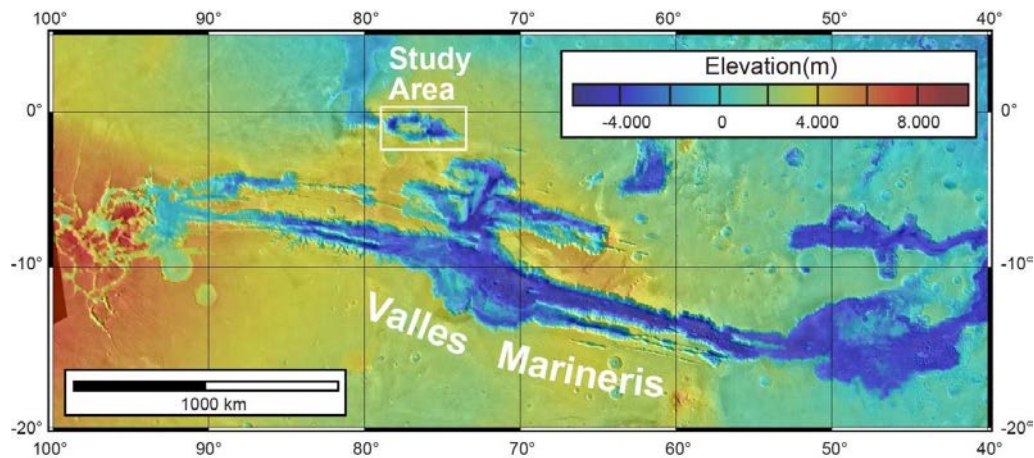 100° 90° 80° 70° 60° 50° 40°
Study
Area
Elevation(m)
-4.000 0 4.000 8.000
0° 0°
-10° -10°
Valles Marineris
1000 km
-20° -20°
100° 90° 80° 70° 60° 50° 40°